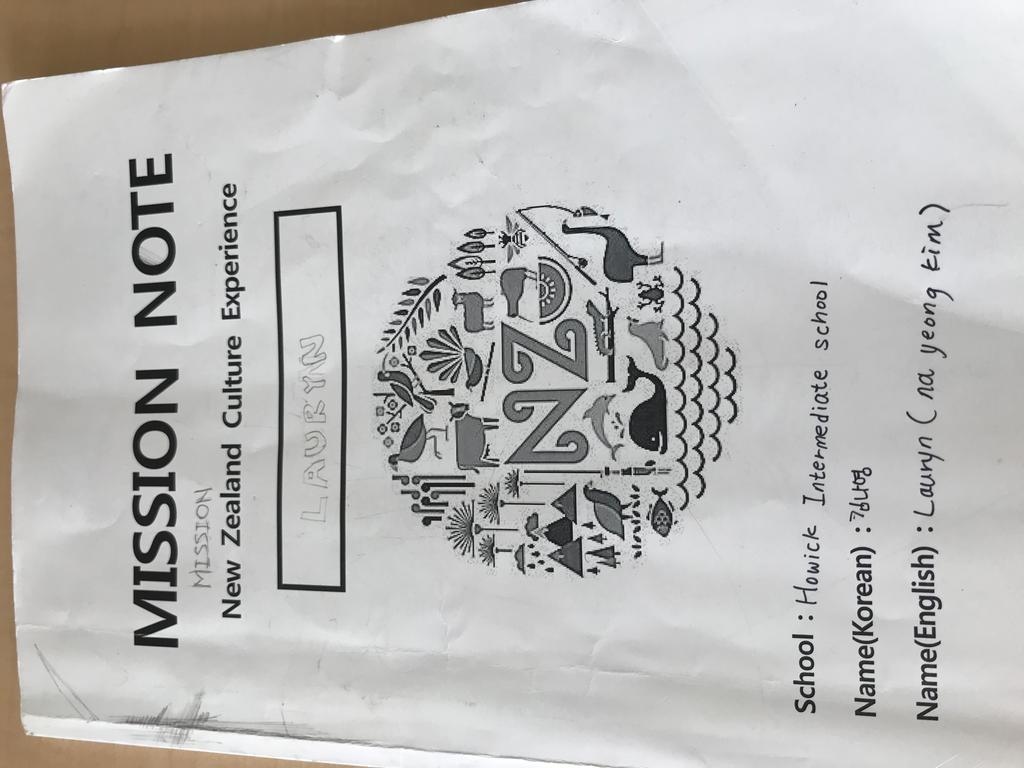 MISSION NOTE
MISSION
New Zealand Culture Experience
LAURYN
NZ
School : Howick Intermediate school
Name(Korean) : 김나영
Name(English) : Lauryn ( na yeong kim)